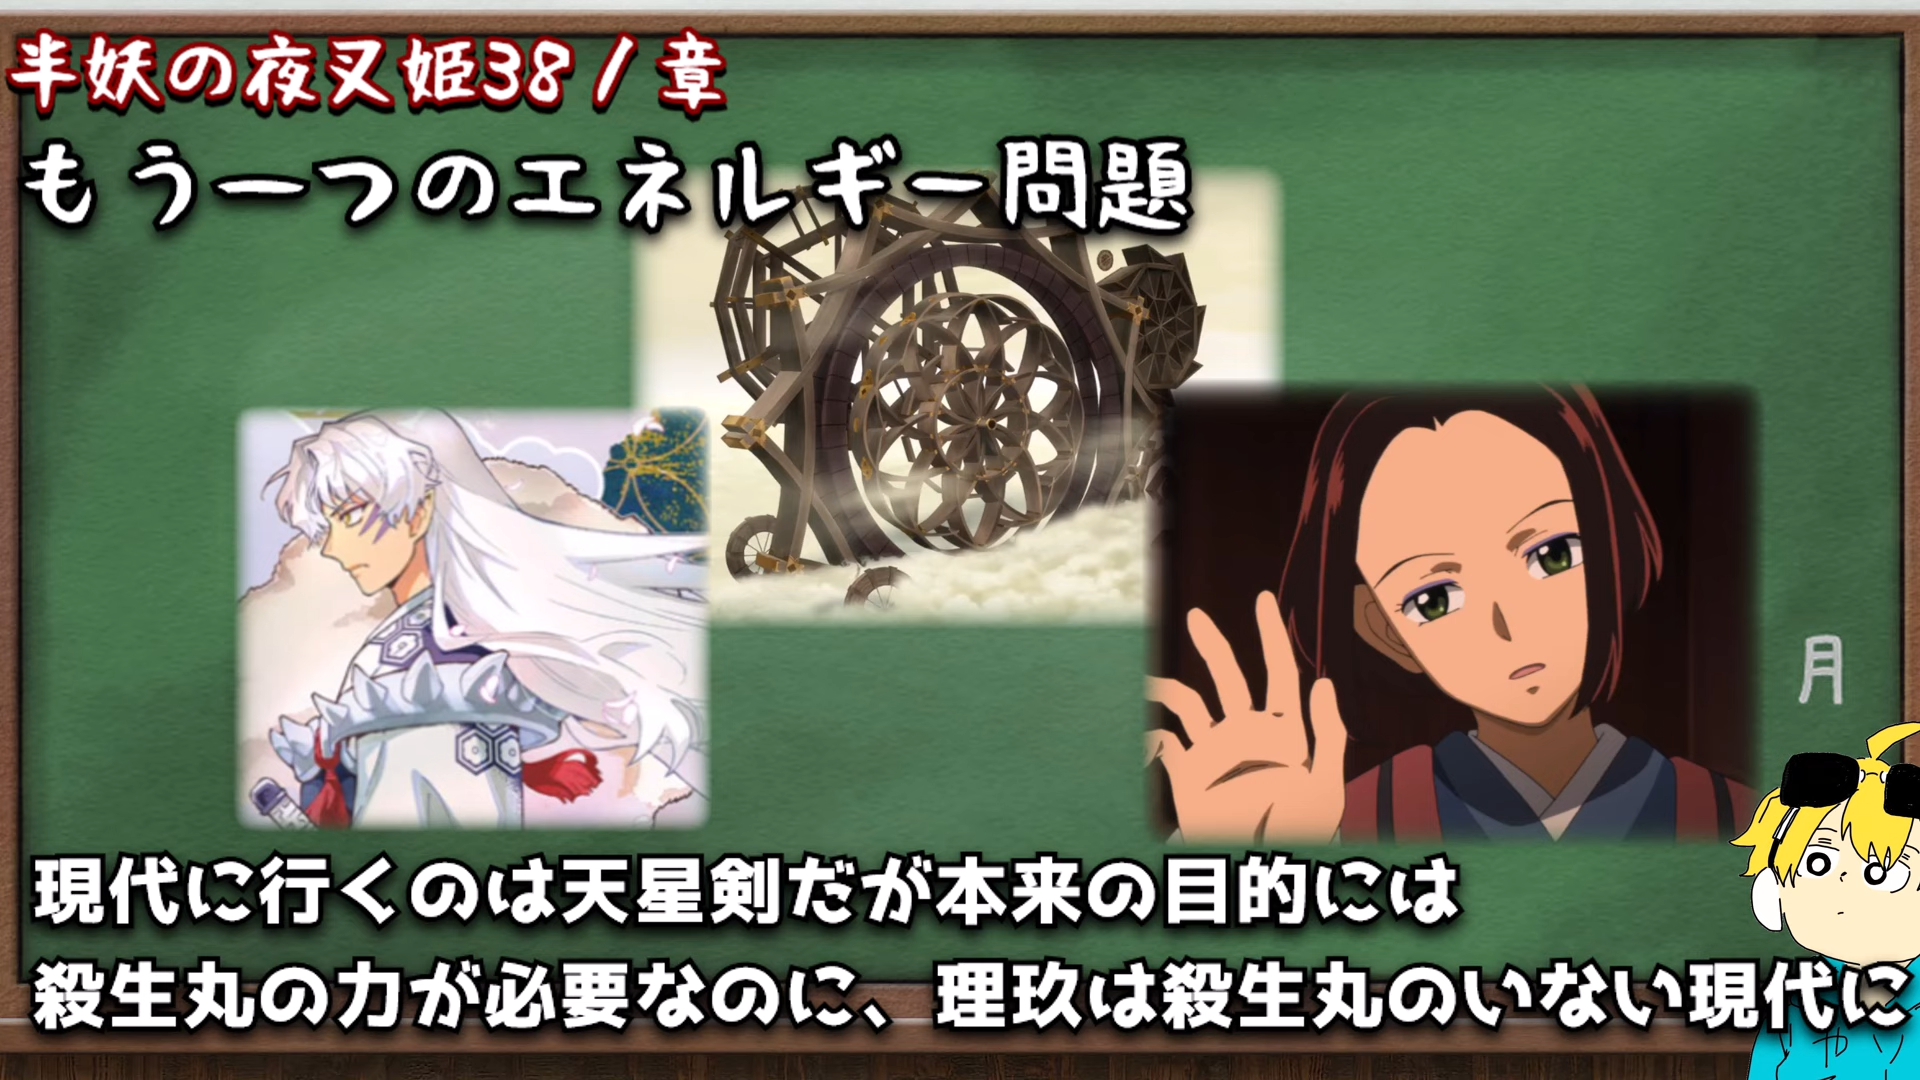 半妖の夜叉姫38/章
もう一つのエネルギー問題
月
現代に行くのは天星剣だが本来の目的には
殺生丸の力が必要なのに、理玖は殺生丸のいない現代に